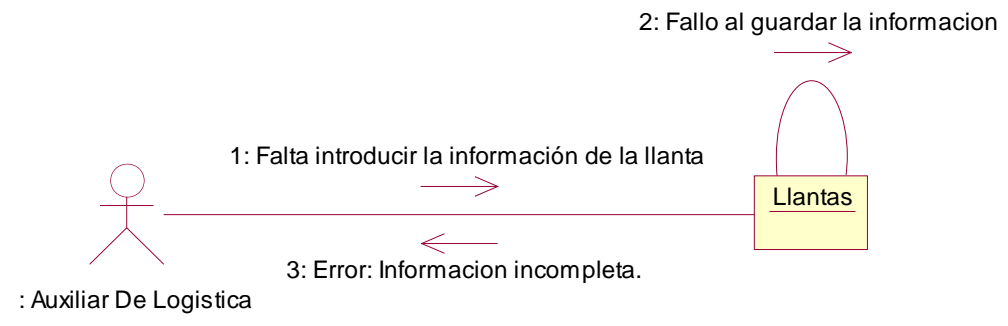 2: Fallo al guardar la informacion
1: Falta introducir la información de la llanta
Llantas
3: Error: Informacion incompleta.
: Auxiliar De Logistica